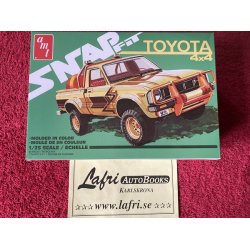 amt
SNAP
FIT
TOYOTA
4x4
•MOLDED IN COLOR
•MOULE DE EN COULEUR
1/25 SCALE / ECHELLE
Lafri AUTOBOOKS
KARLSKRONA
☆☆☆ www.lafri.se ☆☆☆